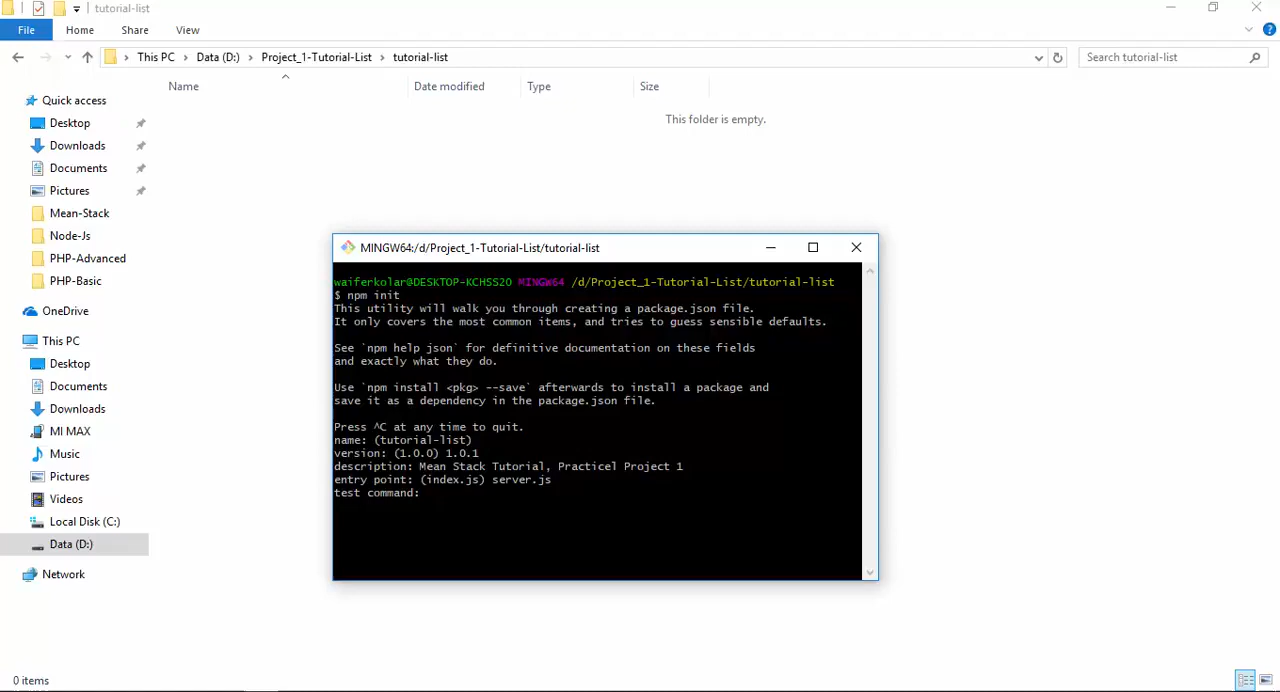 tutorial-list
File Home Share View
This PC Data (D:) Project_1-Tutorial-List tutorial-list Search tutorial-list
Name Date modified Type Size
This folder is empty.
Quick access
Desktop
Downloads
Documents
Pictures
Mean-Stack
Node-Js
PHP-Advanced
PHP-Basic
OneDrive
This PC
Desktop
Documents
Downloads
MI MAX
Music
Pictures
Videos
Local Disk (C:)
Data (D:)
Network
0 items
MINGW64:/d/Project_1-Tutorial-List/tutorial-list
waiferkolar@DESKTOP-KCHSS2O MINGW64 /d/Project_1-Tutorial-List/tutorial-list
$ npm init
This utility will walk you through creating a package.json file.
It only covers the most common items, and tries to guess sensible defaults.
See `npm help json` for definitive documentation on these fields
and exactly what they do.
Use `npm install <pkg> --save` afterwards to install a package and
save it as a dependency in the package.json file.
Press ^C at any time to quit.
name: (tutorial-list)
version: (1.0.0) 1.0.1
description: Mean Stack Tutorial, Practicel Project 1
entry point: (index.js) server.js
test command: